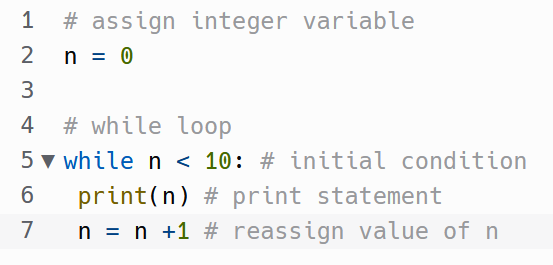 1 # assign integer variable
2 n = 0
3
4 # while loop
5 ▼ while n < 10: # initial condition
6  print(n) # print statement
7  n = n +1 # reassign value of n